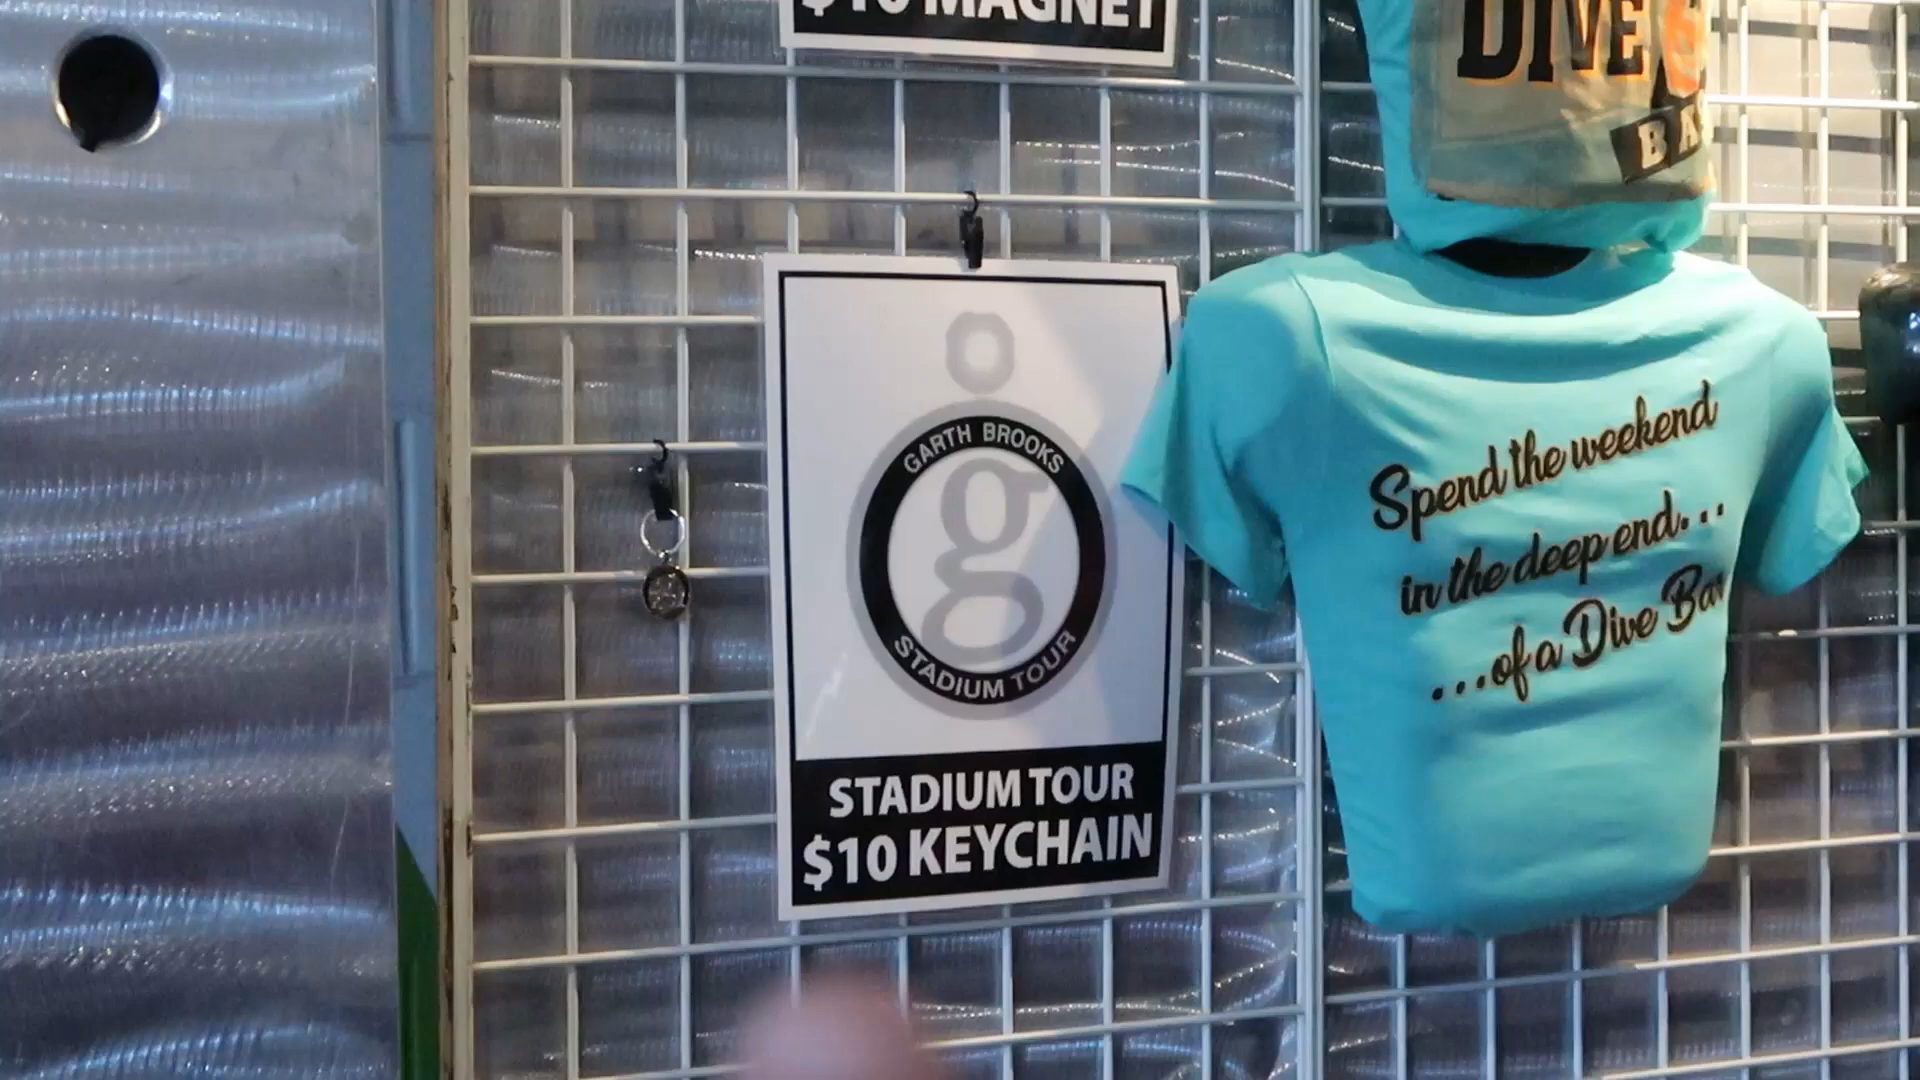 $10 MAGNET
DIVE
BA
GARTH BROOKS
g
STADIUM TOUR
STADIUM TOUR
$10 KEYCHAIN
Spend the weekend
in the deep end...
...of a Dive Bar